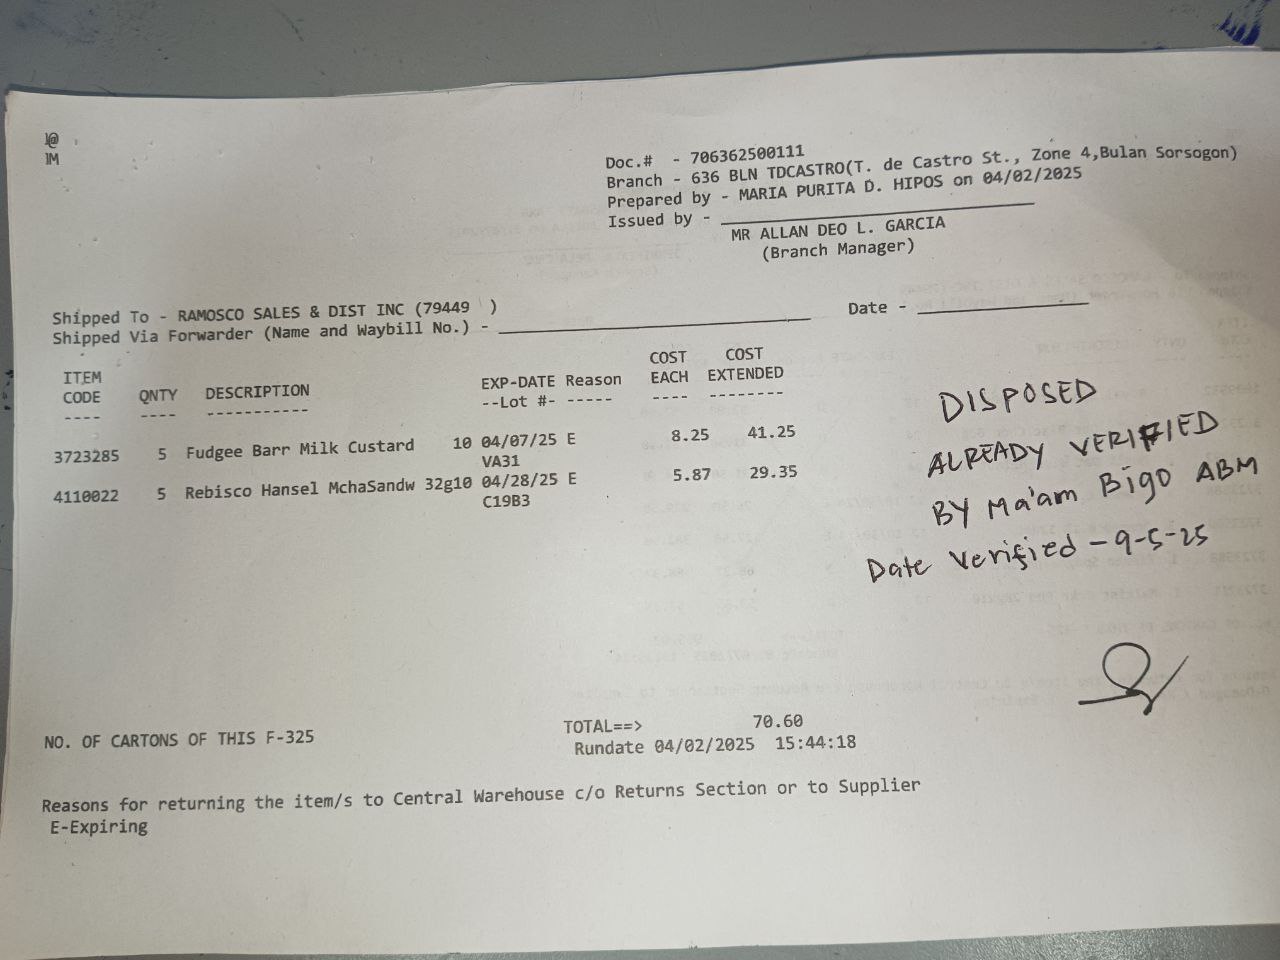 1@
1M
Doc.# - 706362500111
Branch - 636 BLN TDCASTRO(T. de Castro St., Zone 4,Bulan Sorsogon)
Prepared by - MARIA PURITA D. HIPOS on 04/02/2025
Issued by -
MR ALLAN DEO L. GARCIA
(Branch Manager)
Shipped To - RAMOSCO SALES & DIST INC (79449 )
Shipped Via Forwarder (Name and Waybill No.) - Date -
ITEM COST COST
CODE QNTY DESCRIPTION EXP-DATE Reason EACH EXTENDED
---- ---- ----------- --Lot #- ----- ---- --------
3723285 5 Fudgee Barr Milk Custard 10 04/07/25 E 8.25 41.25
VA31
4110022 5 Rebisco Hansel MchaSandw 32g10 04/28/25 E 5.87 29.35
C19B3
DISPOSED
ALREADY VERIFIED
BY Ma'am Bigo ABM
Date Verified - 9-5-25
NO. OF CARTONS OF THIS F-325 TOTAL==> 70.60
Rundate 04/02/2025 15:44:18
Reasons for returning the item/s to Central Warehouse c/o Returns Section or to Supplier
E-Expiring